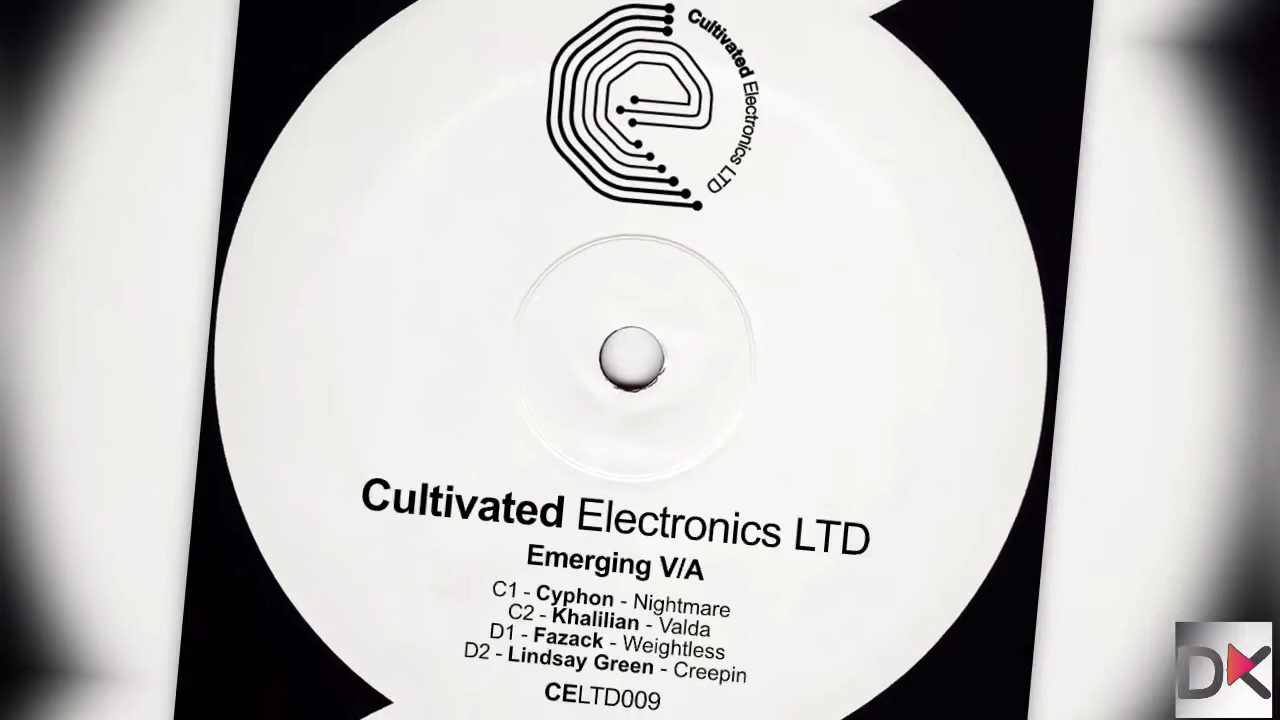 Cultivated Electronics LTD
Cultivated Electronics LTD
Emerging V/A
C1 - Cyphon - Nightmare
C2 - Khalilian - Valda
D1 - Fazack - Weightless
D2 - Lindsay Green - Creepin
CELTD009
DK